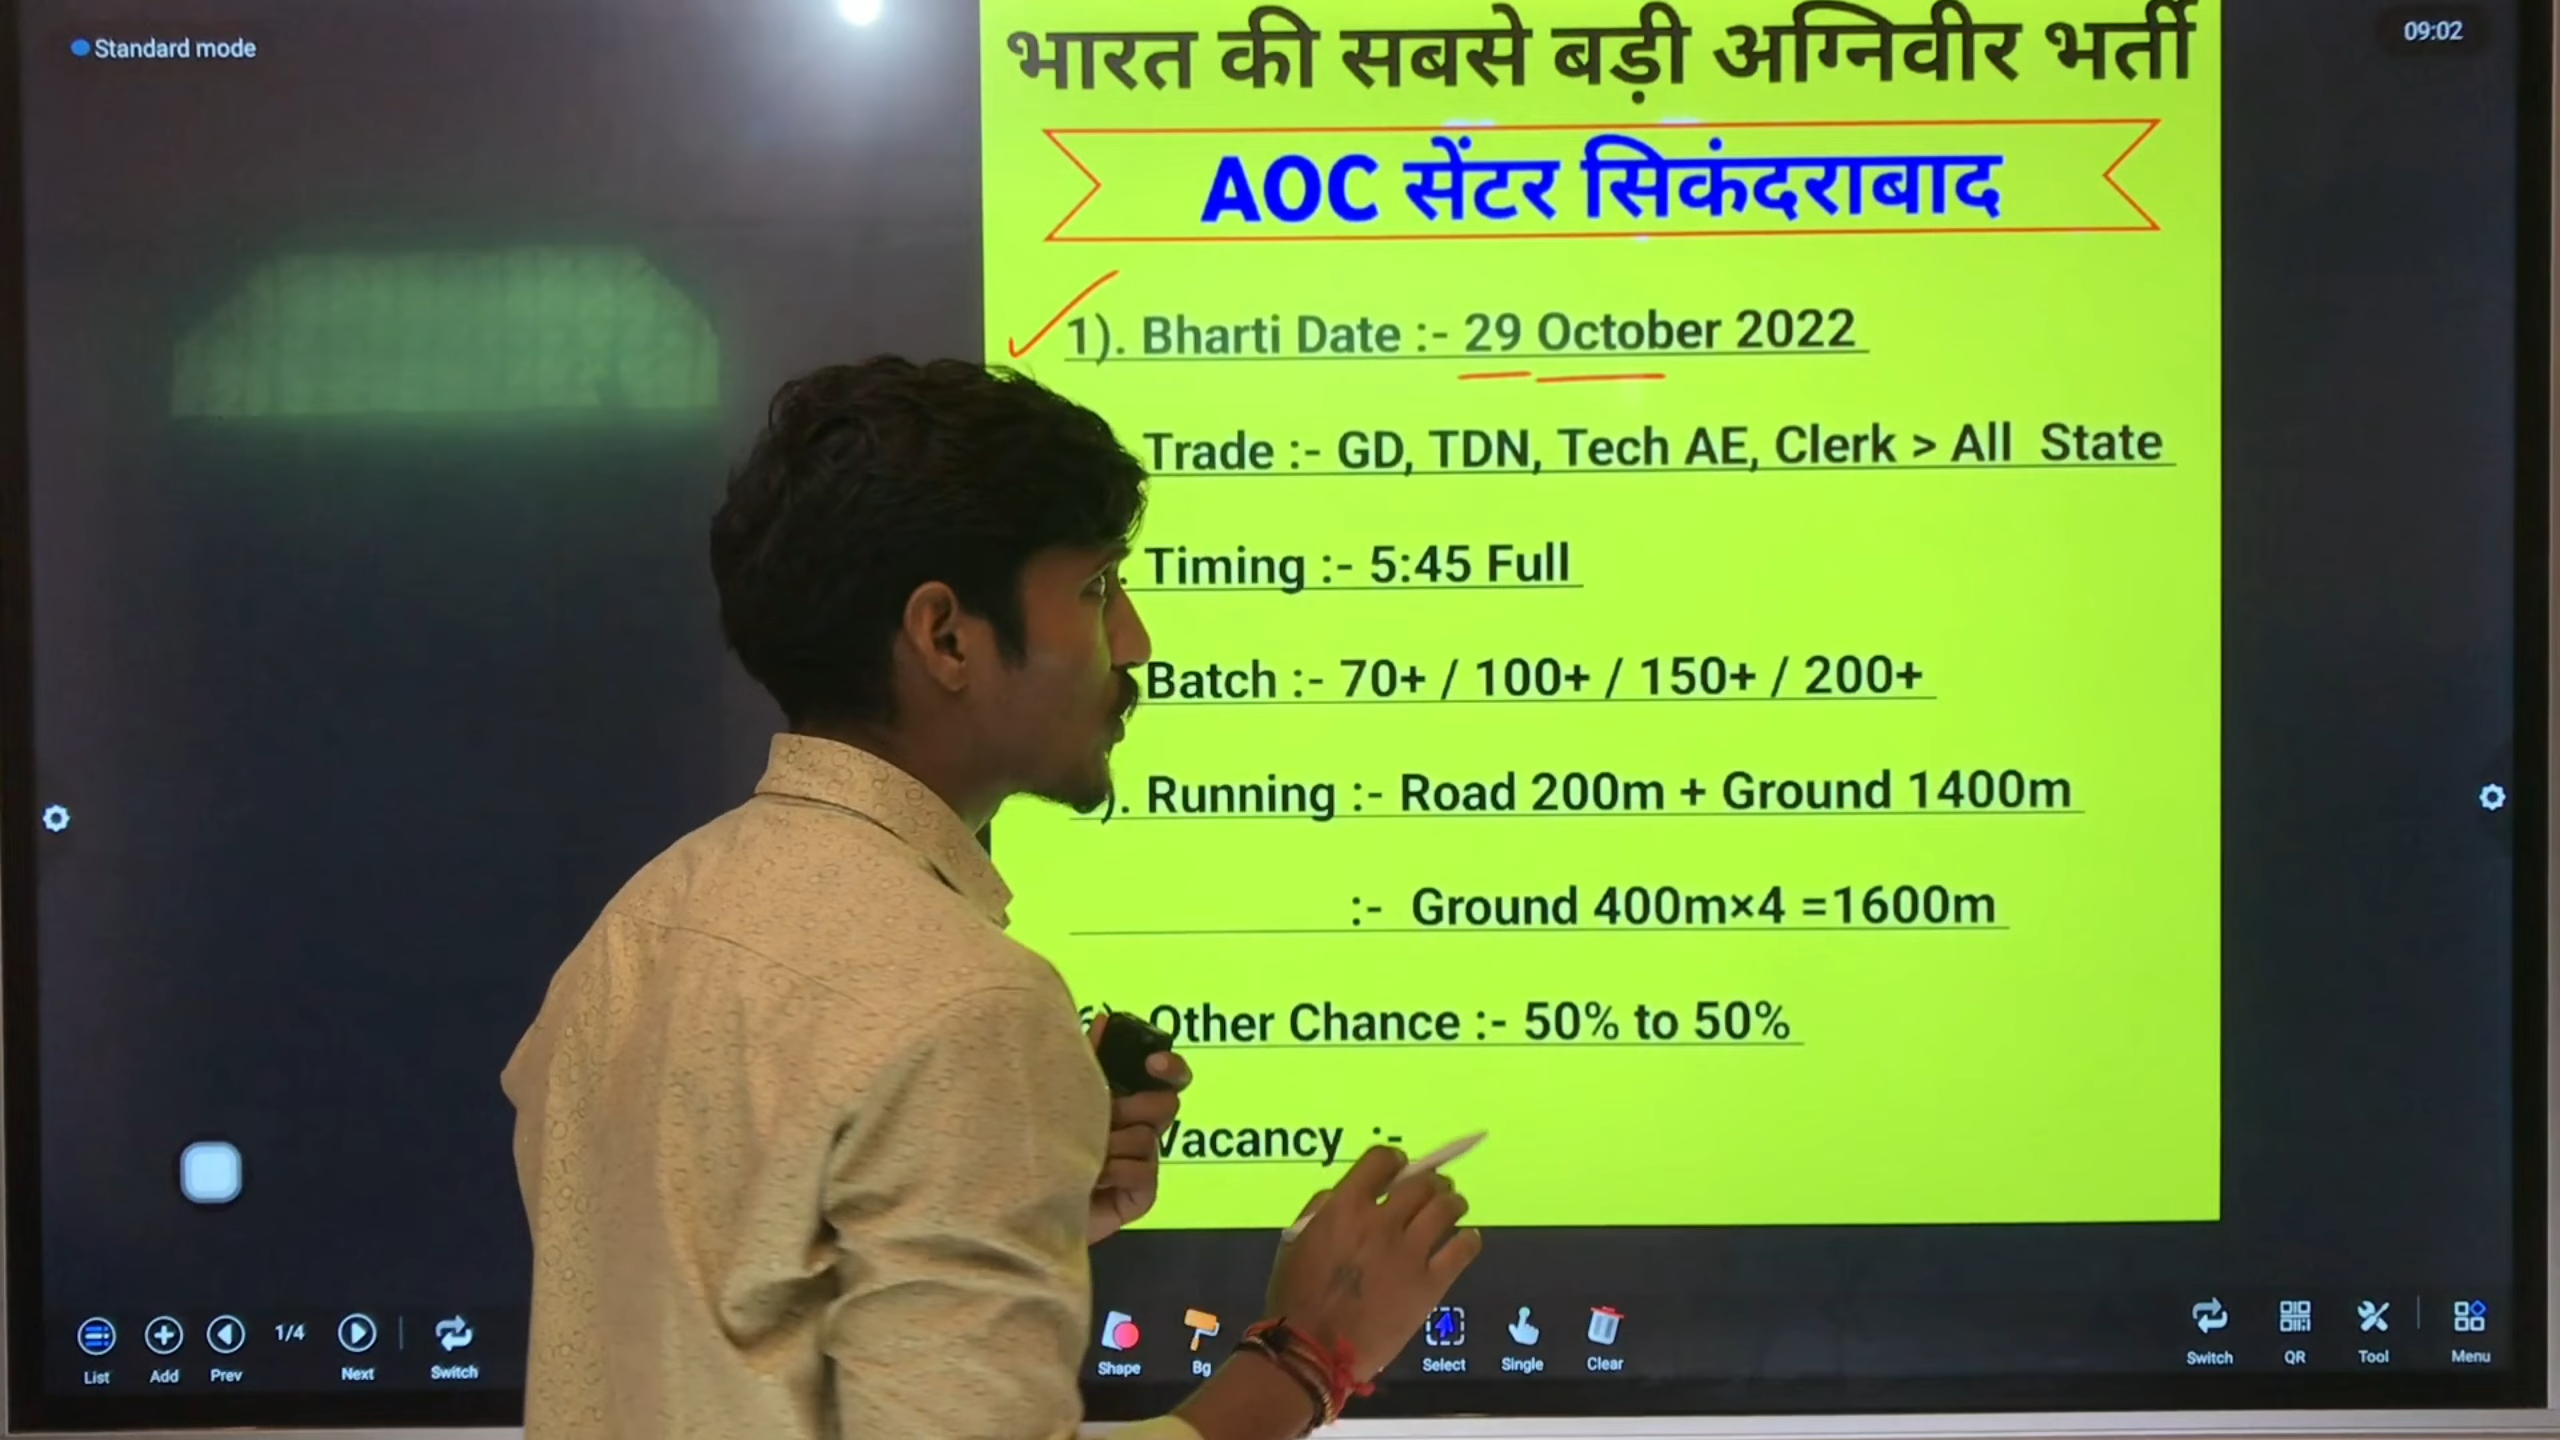 Standard mode
09:02
भारत की सबसे बड़ी अग्निवीर भर्ती
AOC सेंटर सिकंदराबाद
1). Bharti Date :- 29 October 2022
Trade :- GD, TDN, Tech AE, Clerk > All State
. Timing :- 5:45 Full
Batch :- 70+ / 100+ / 150+ / 200+
). Running :- Road 200m + Ground 1400m
:- Ground 400m×4 =1600m
6) Other Chance :- 50% to 50%
Vacancy :-
1/4
List Add Prev Next Switch Shape Bg Select Single Clear Switch QR Tool Menu